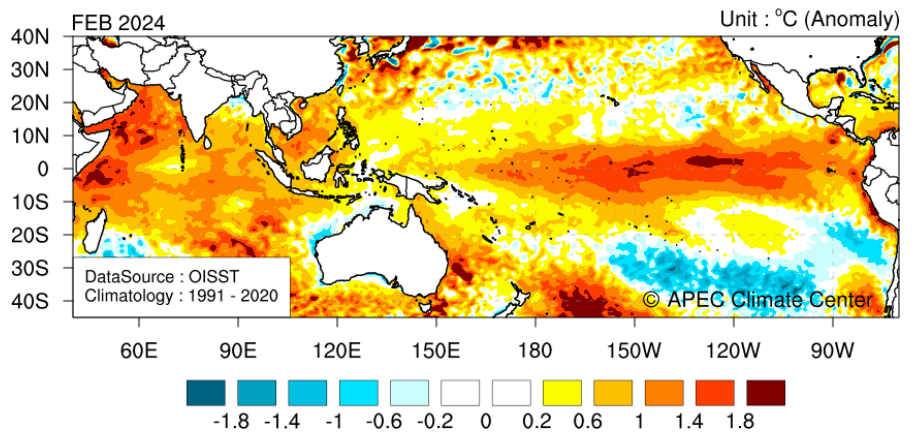 FEB 2024
Unit : °C (Anomaly)
40N
30N
20N
10N
0
10S
20S
30S
40S
DataSource : OISST
Climatology : 1991 - 2020
© APEC Climate Center
60E 90E 120E 150E 180 150W 120W 90W
-1.8 -1.4 -1 -0.6 -0.2 0 0.2 0.6 1 1.4 1.8